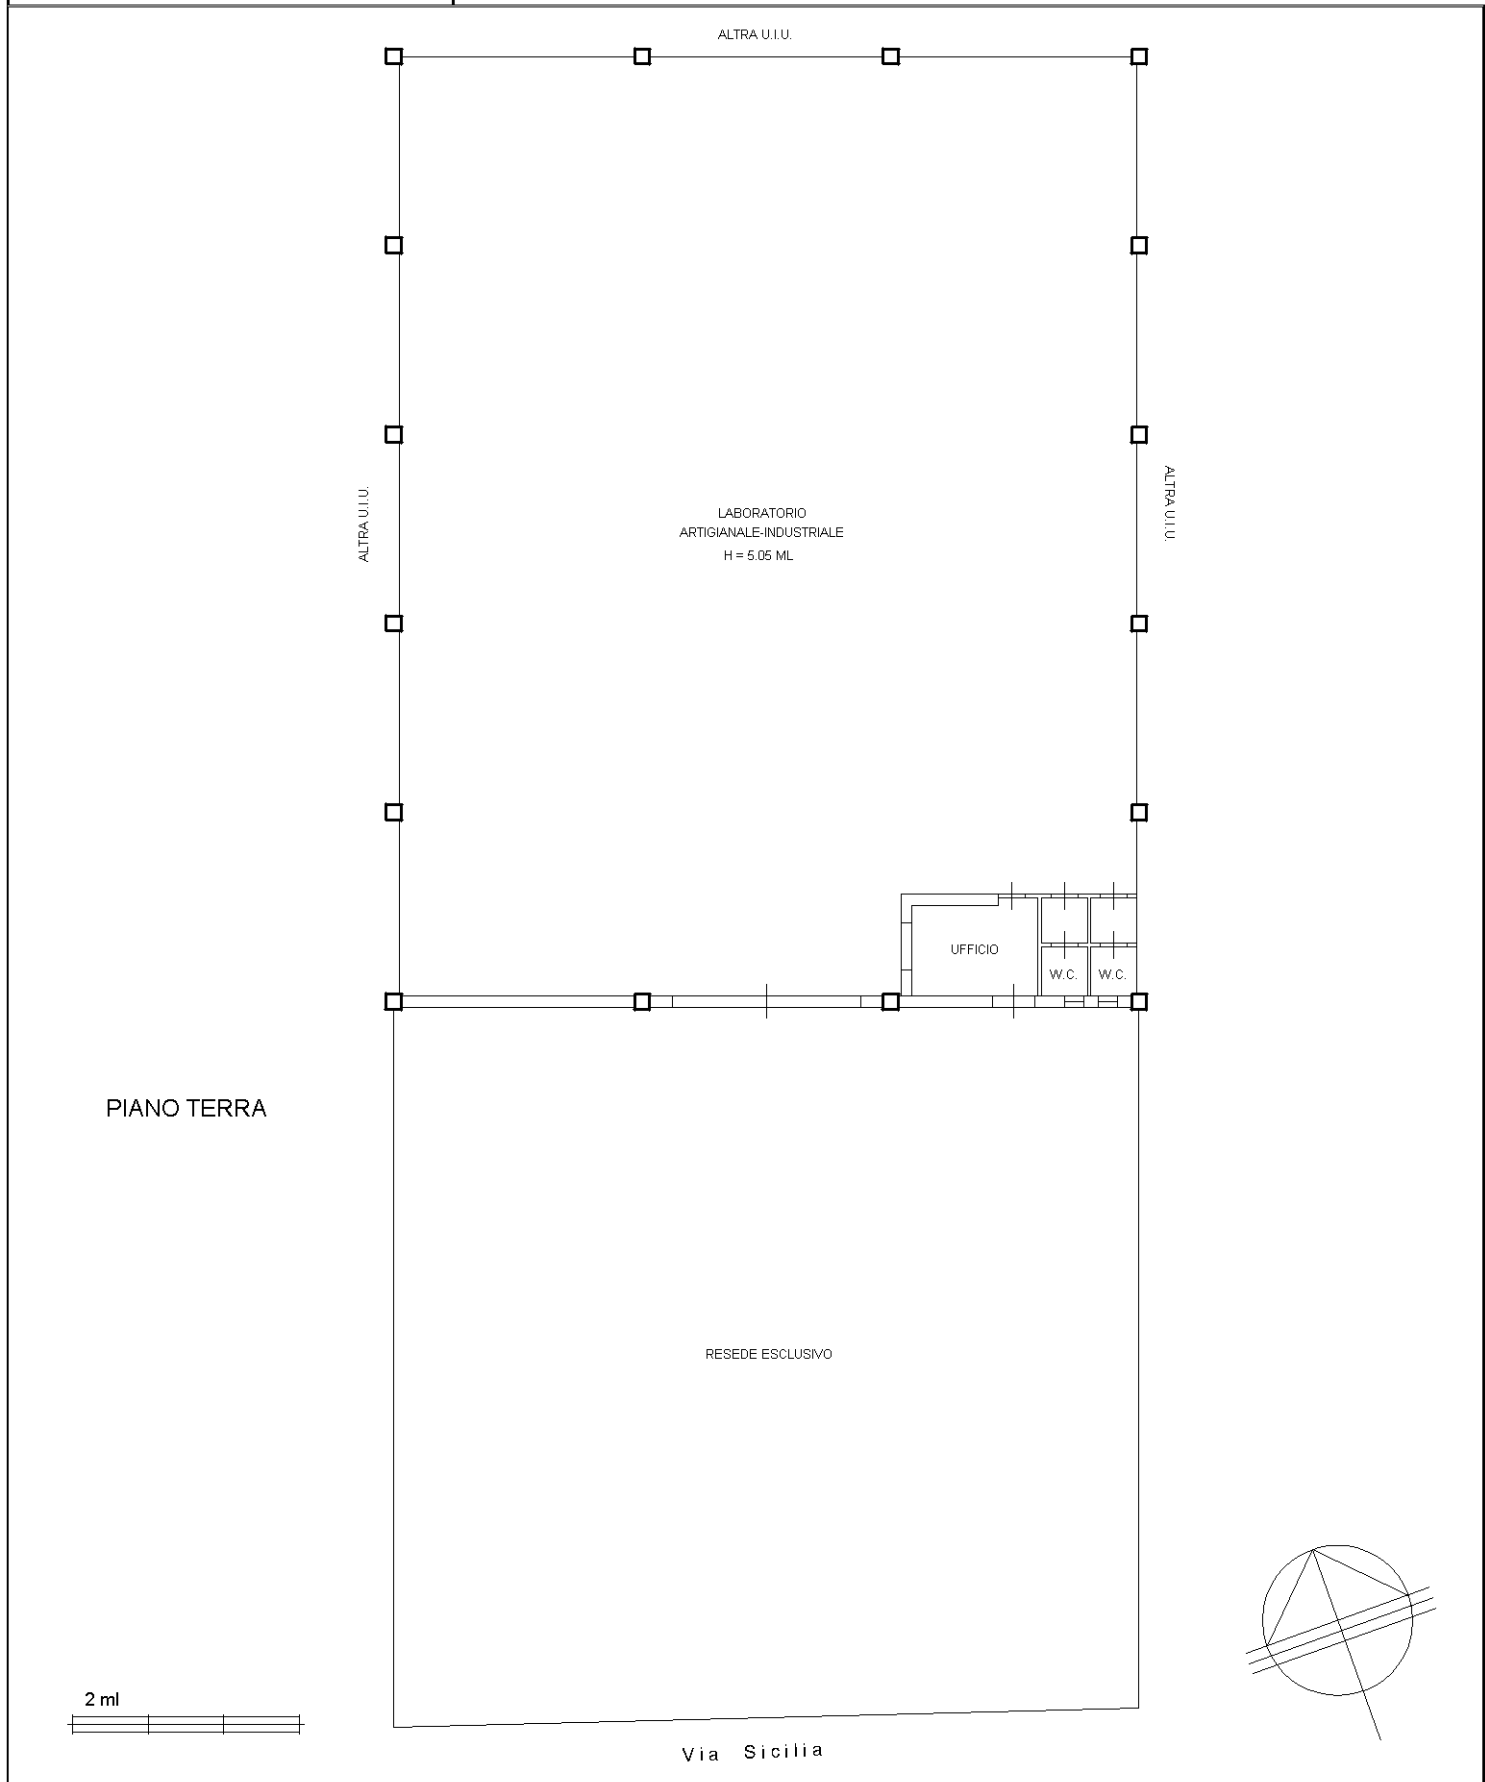 ALTRA U.I.U.
ALTRA U.I.U.
ALTRA U.I.U.
LABORATORIO
ARTIGIANALE-INDUSTRIALE
H = 5.05 ML
UFFICIO
W.C.
W.C.
PIANO TERRA
RESEDE ESCLUSIVO
2 ml
Via Sicilia